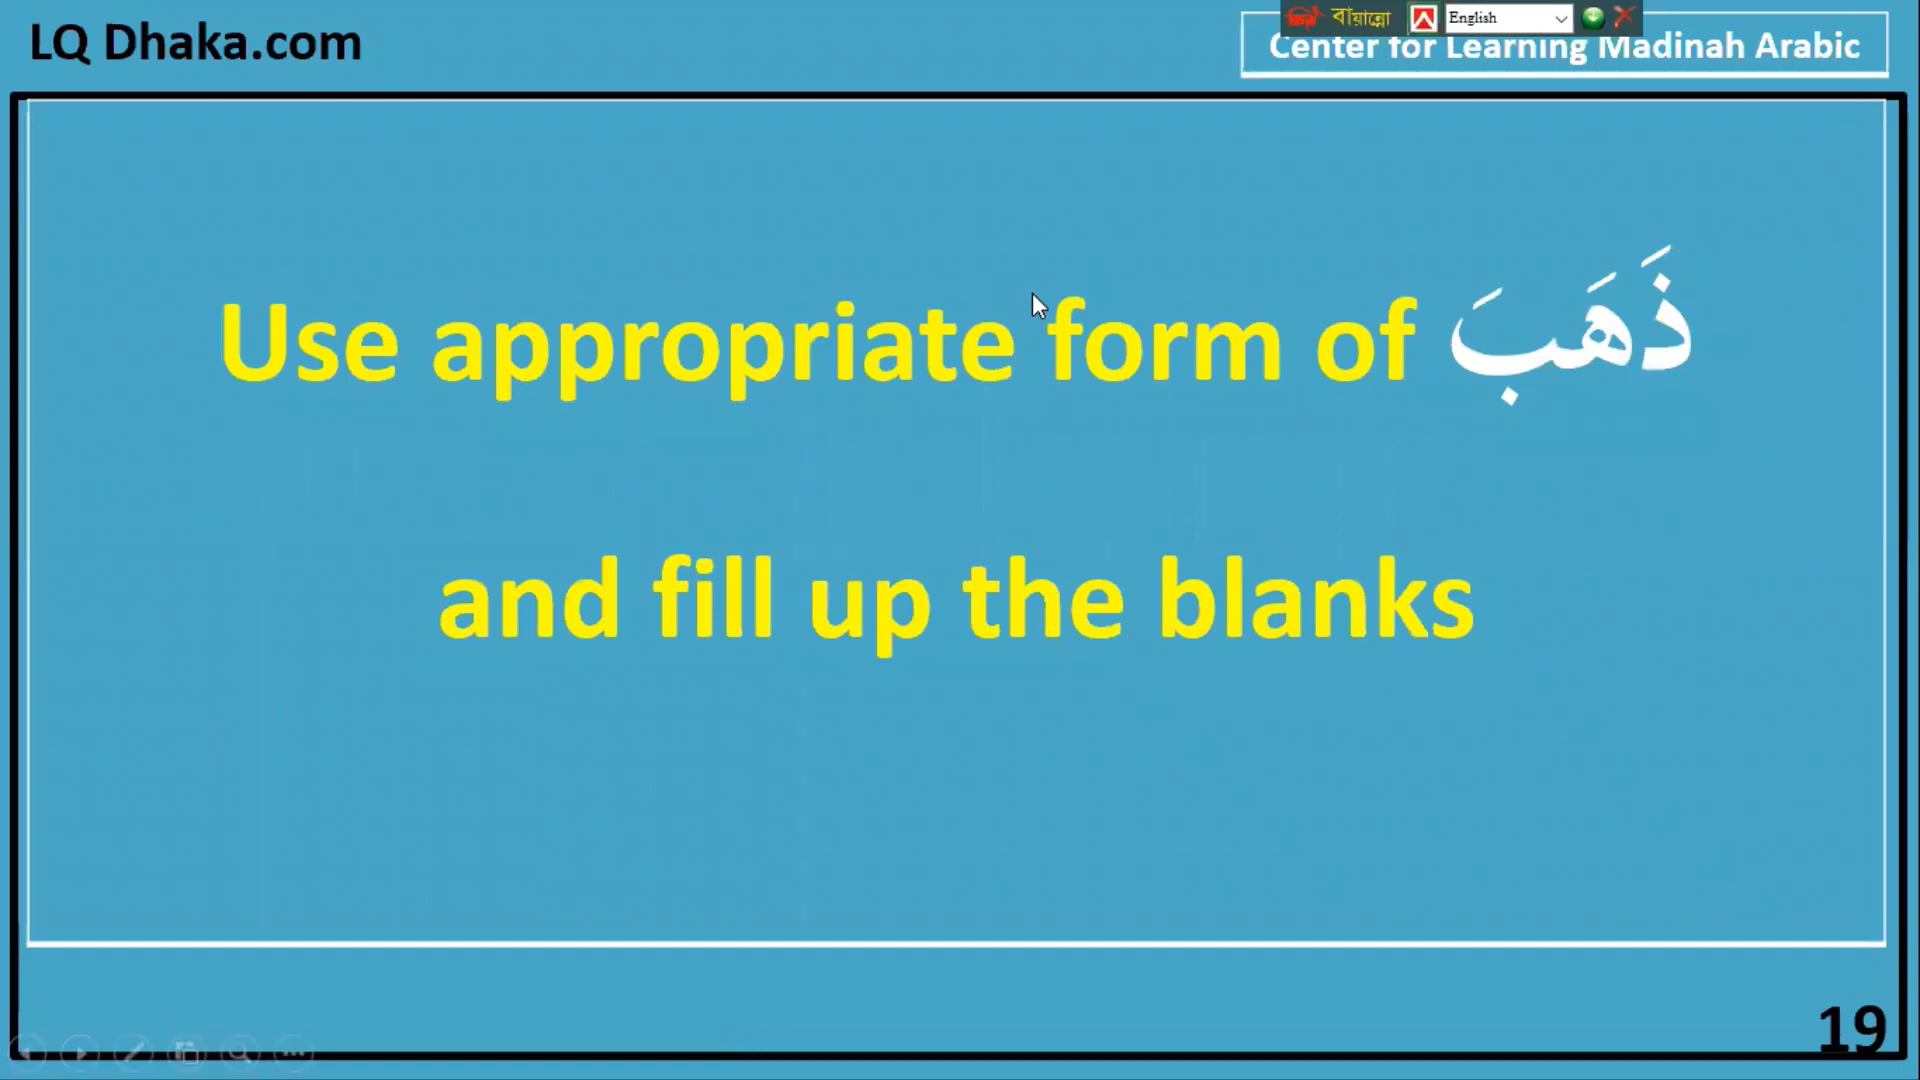 LQ Dhaka.com
বায়ান্নো
English
Center for Learning Madinah Arabic
Use appropriate form of ذَهَبَ
and fill up the blanks
19